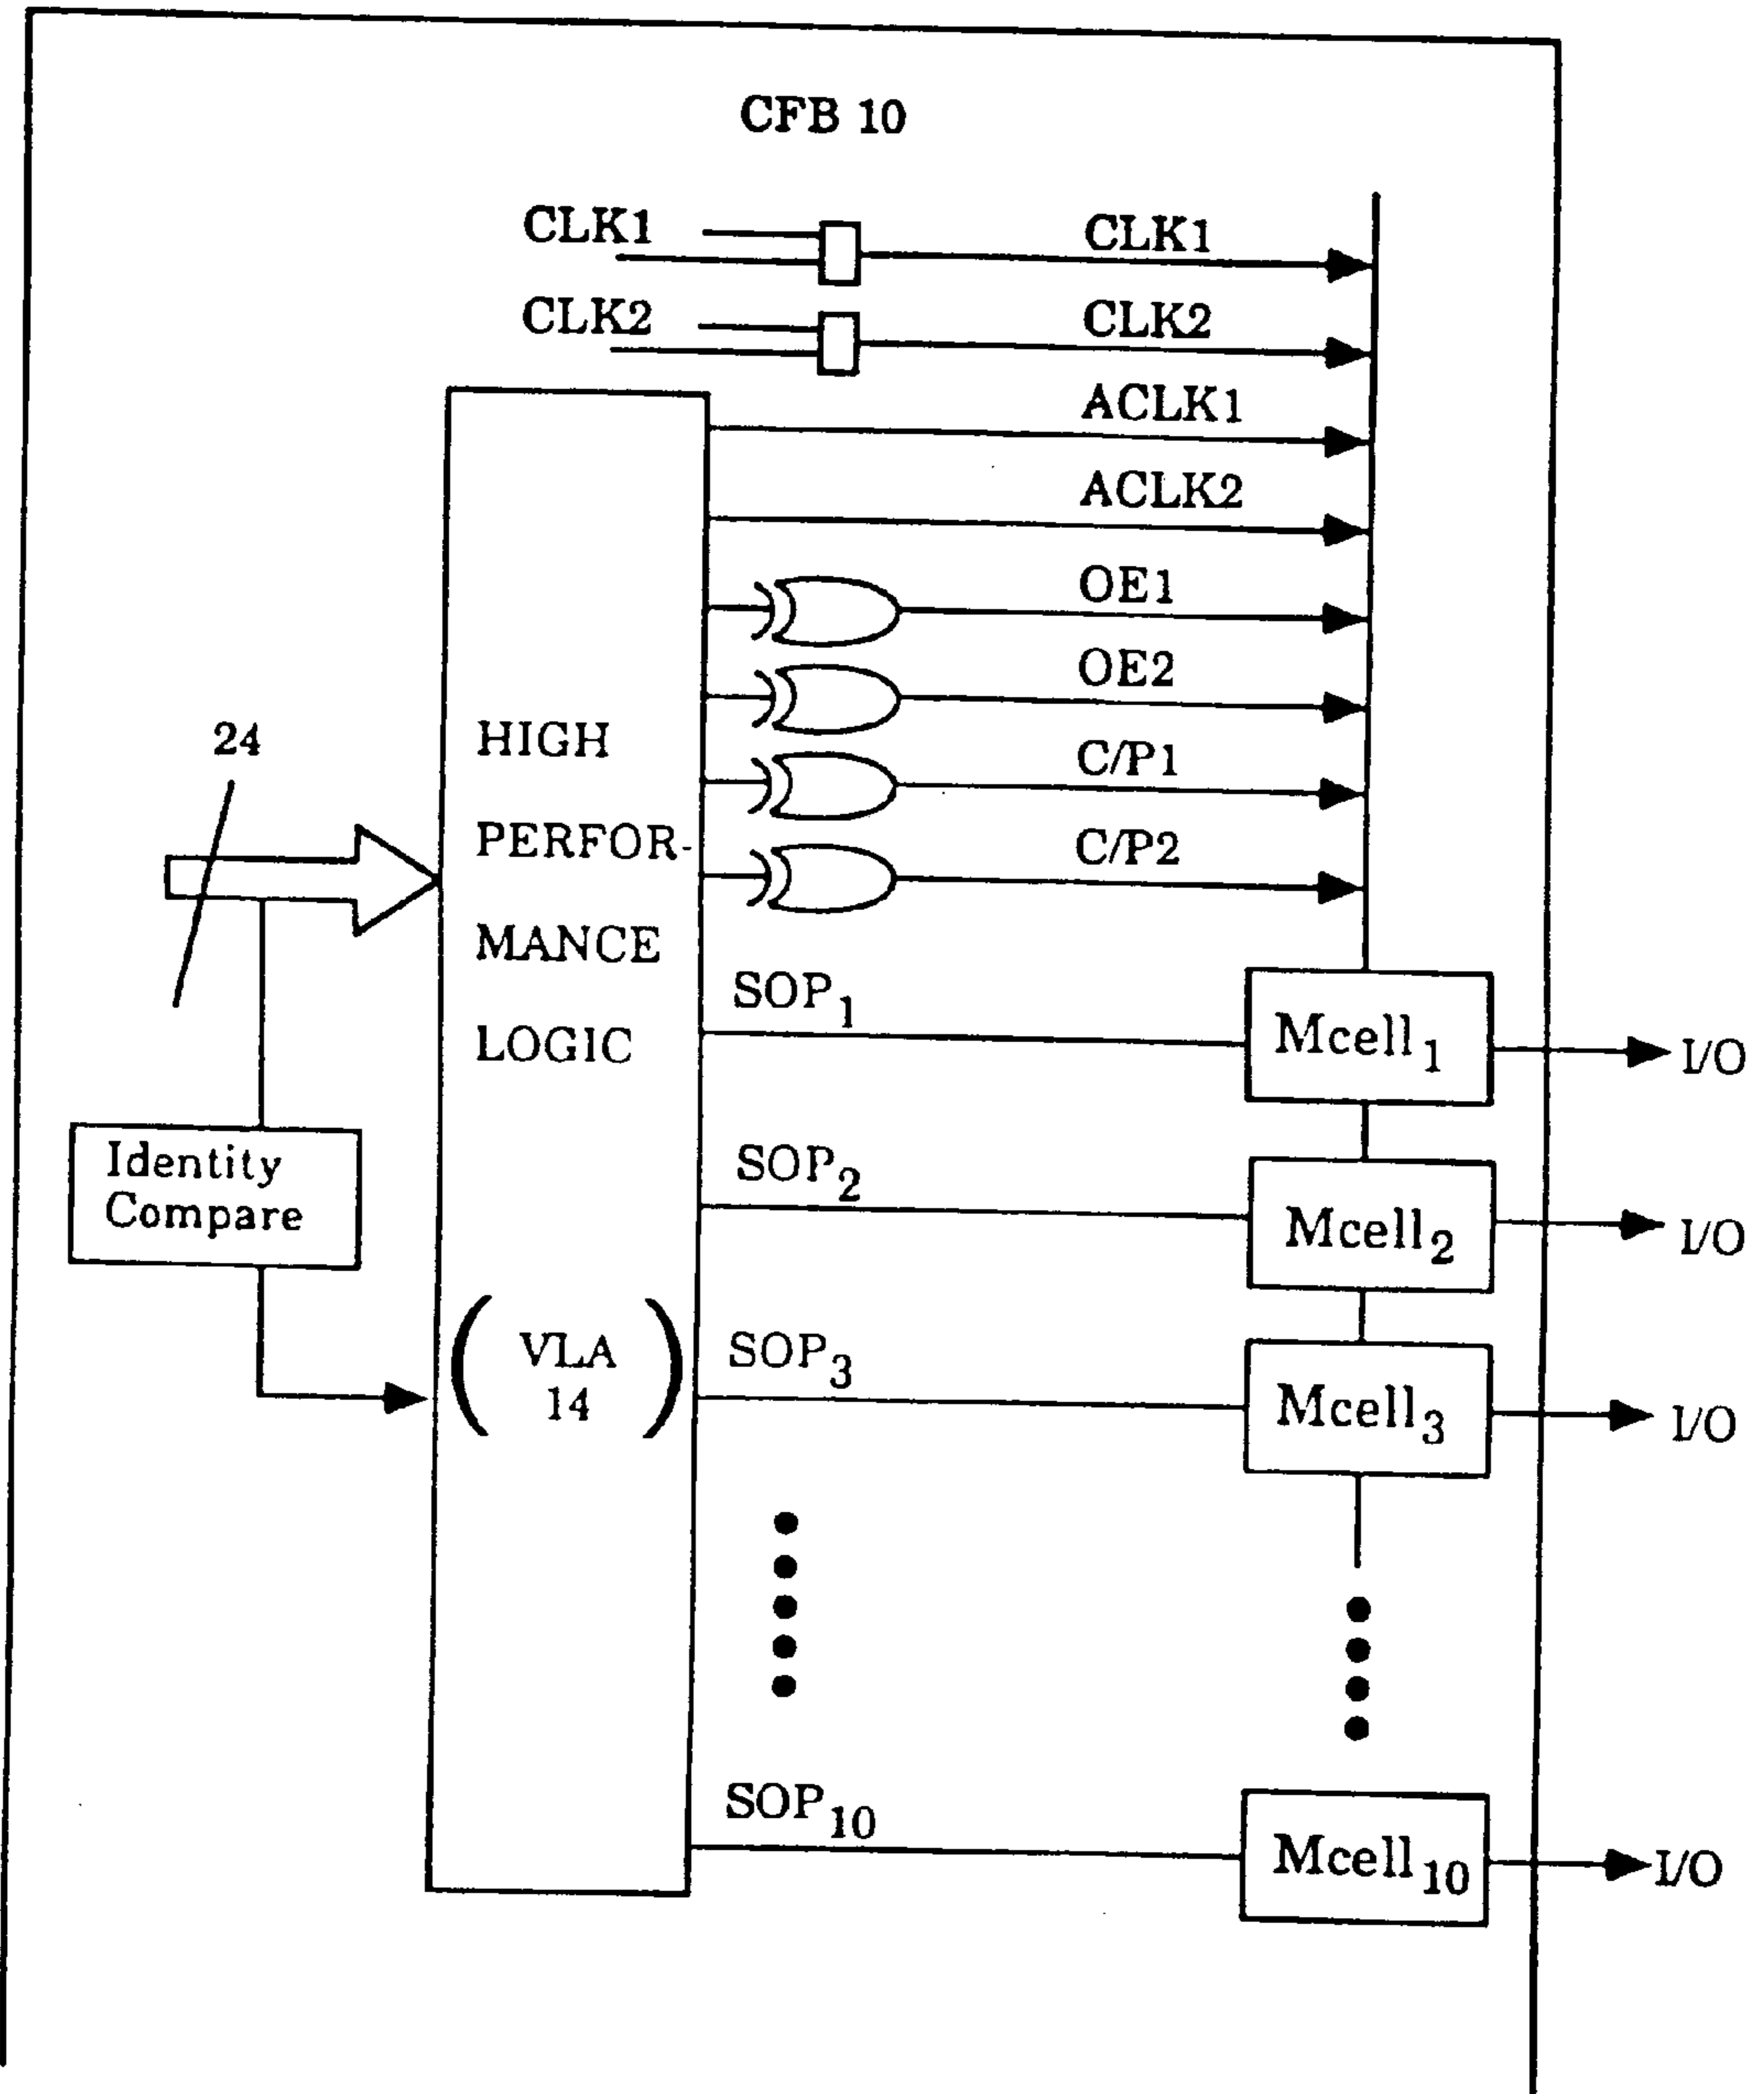 CFB 10
CLK1 CLK1
CLK2 CLK2
ACLK1
ACLK2
OE1
OE2
C/P1
C/P2
24
HIGH
PERFOR-
MANCE
LOGIC
(VLA
14)
Identity
Compare
SOP1
Mcell1
I/O
SOP2
Mcell2
I/O
SOP3
Mcell3
I/O
SOP10
Mcell10
I/O